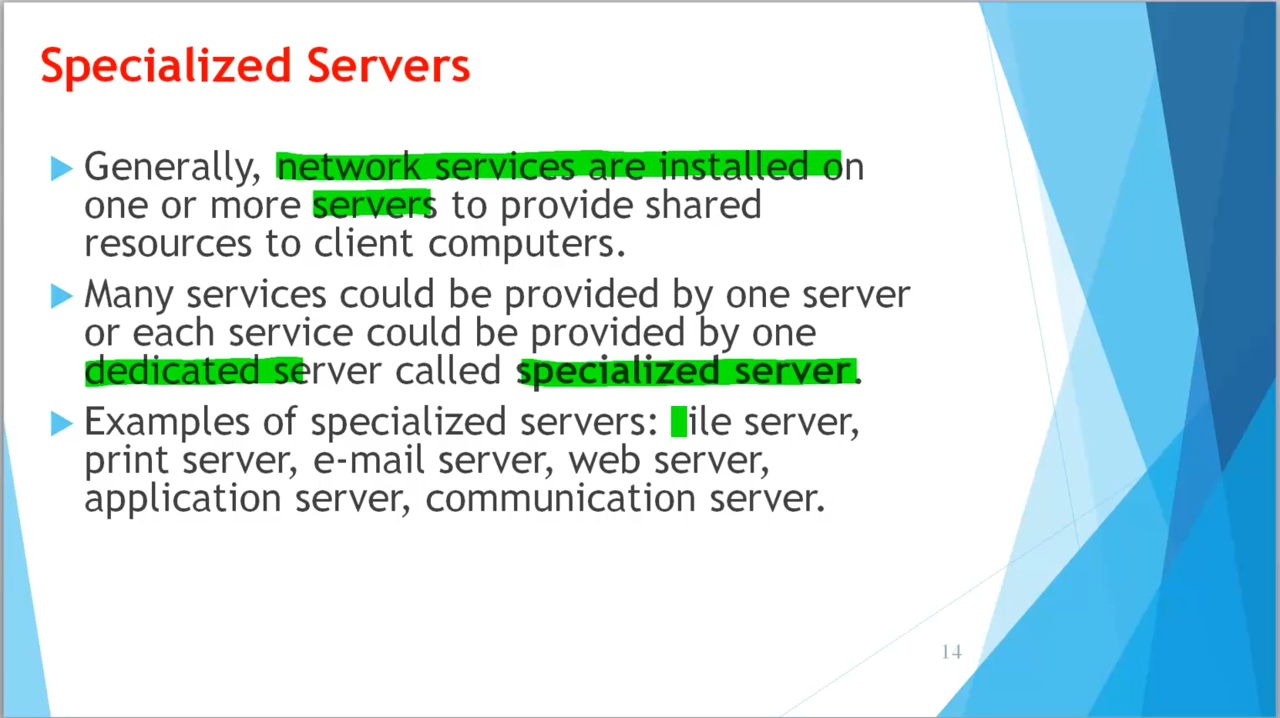 Specialized Servers
Generally, network services are installed on
one or more servers to provide shared
resources to client computers.
Many services could be provided by one server
or each service could be provided by one
dedicated server called specialized server.
Examples of specialized servers: ile server,
print server, e-mail server, web server,
application server, communication server.
14